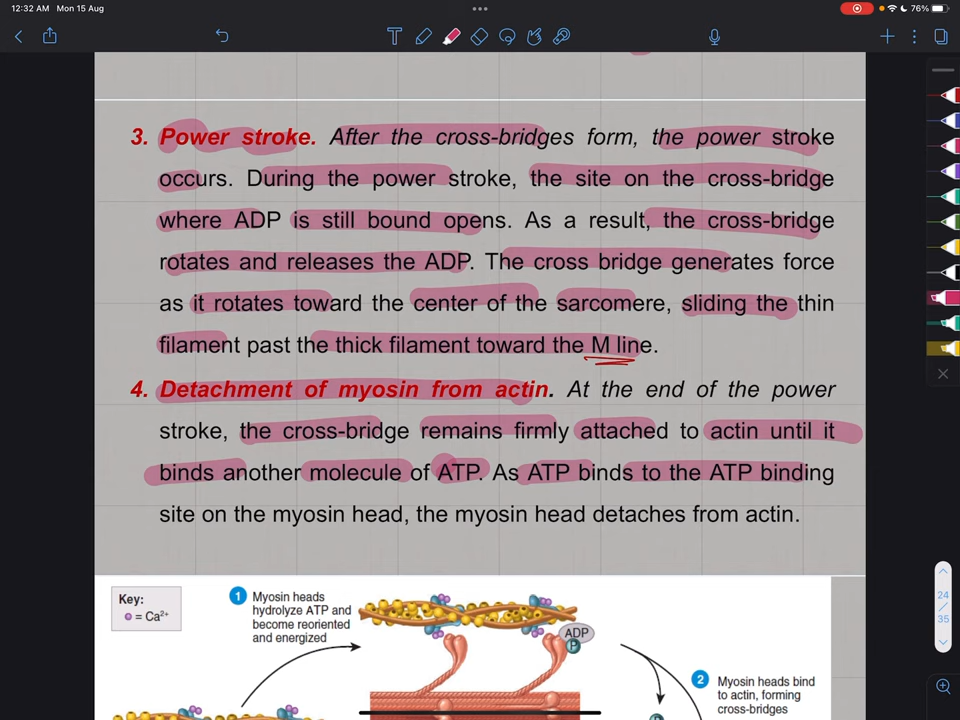 12:32 AM Mon 15 Aug
76%
3. Power stroke. After the cross-bridges form, the power stroke
occurs. During the power stroke, the site on the cross-bridge
where ADP is still bound opens. As a result, the cross-bridge
rotates and releases the ADP. The cross bridge generates force
as it rotates toward the center of the sarcomere, sliding the thin
filament past the thick filament toward the M line.
4. Detachment of myosin from actin. At the end of the power
stroke, the cross-bridge remains firmly attached to actin until it
binds another molecule of ATP. As ATP binds to the ATP binding
site on the myosin head, the myosin head detaches from actin.
Key:
= Ca2+
1 Myosin heads
hydrolyze ATP and
become reoriented
and energized
ADP
P
2 Myosin heads bind
to actin, forming
cross-bridges
P
24
/
35